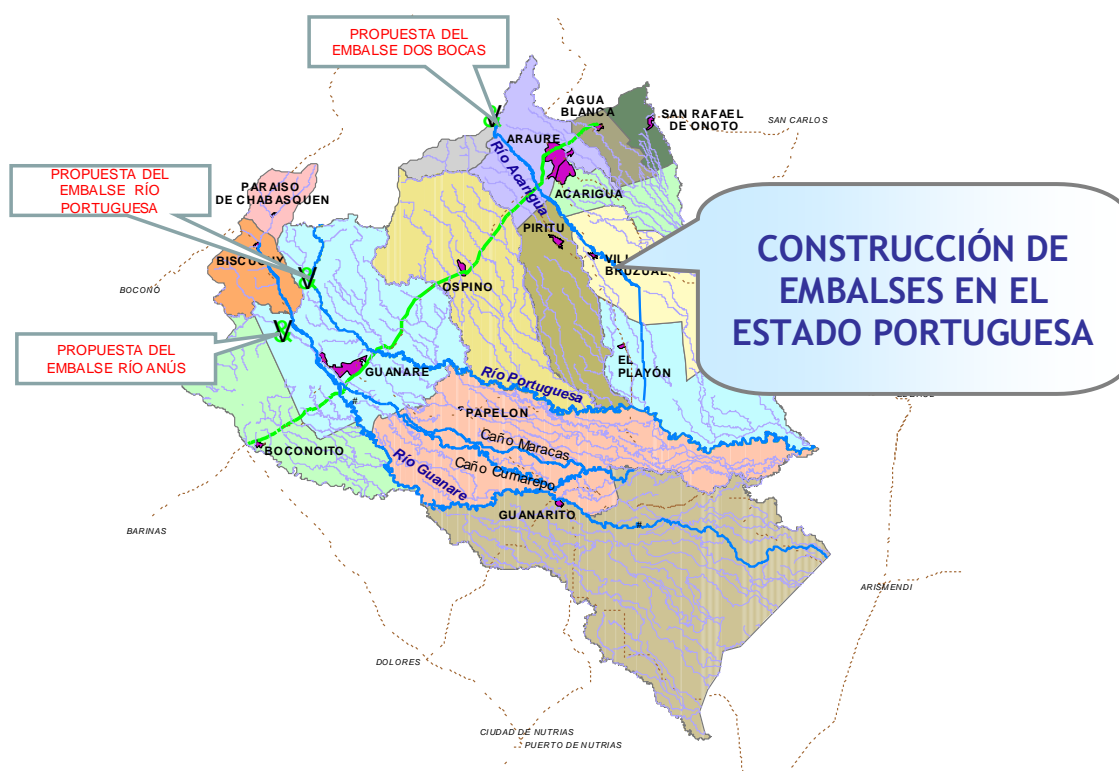 PROPUESTA DEL
EMBALSE DOS BOCAS
AGUA
BLANCA
SAN RAFAEL
DE ONOTO
SAN CARLOS
ARAURE
Río Acarigua
ACARIGUA
PROPUESTA DEL
EMBALSE RÍO
PORTUGUESA
PARAISO
DE CHABASQUEN
PIRITU
BISCUCUY
OSPINO
BOCONO
CONSTRUCCIÓN DE
EMBALSES EN EL
ESTADO PORTUGUESA
PROPUESTA DEL
EMBALSE RÍO ANÚS
GUANARE
EL
PLAYÓN
Río Portuguesa
PAPELON
Caño Maracas
BOCONOITO
Río Guanare
Caño Cumarepo
GUANARITO
BARINAS
ARISMENDI
DOLORES
CIUDAD DE NUTRIAS
PUERTO DE NUTRIAS